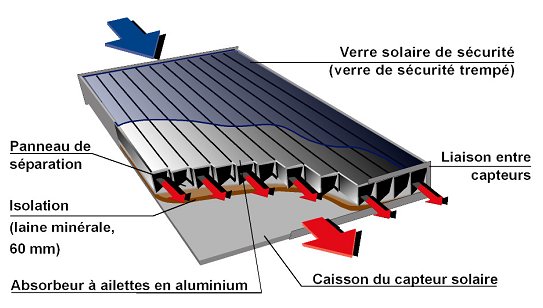 Verre solaire de sécurité
(verre de sécurité trempé)
Panneau de
séparation
Liaison entre
capteurs
Isolation
(laine minérale,
60 mm)
Absorbeur à ailettes en aluminium
Caisson du capteur solaire